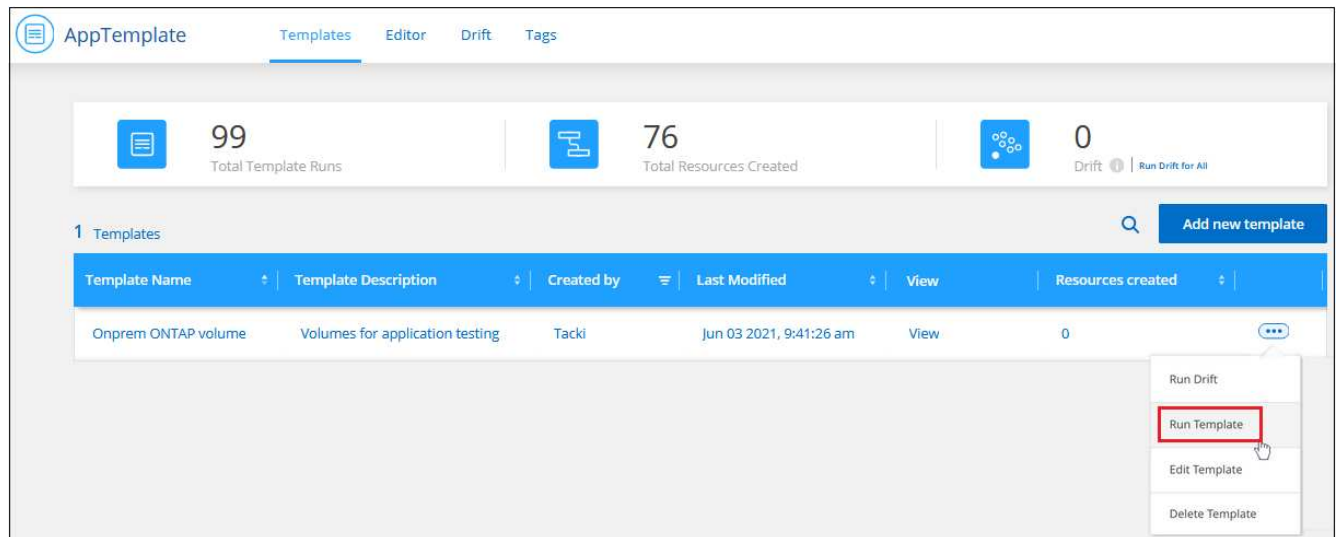 AppTemplate Templates Editor Drift Tags
99 76 0
Total Template Runs Total Resources Created Drift Run Drift for All
1 Templates Add new template
Template Name Template Description Created by Last Modified View Resources created
Onprem ONTAP volume Volumes for application testing Tacki Jun 03 2021, 9:41:26 am View 0
Run Drift
Run Template
Edit Template
Delete Template